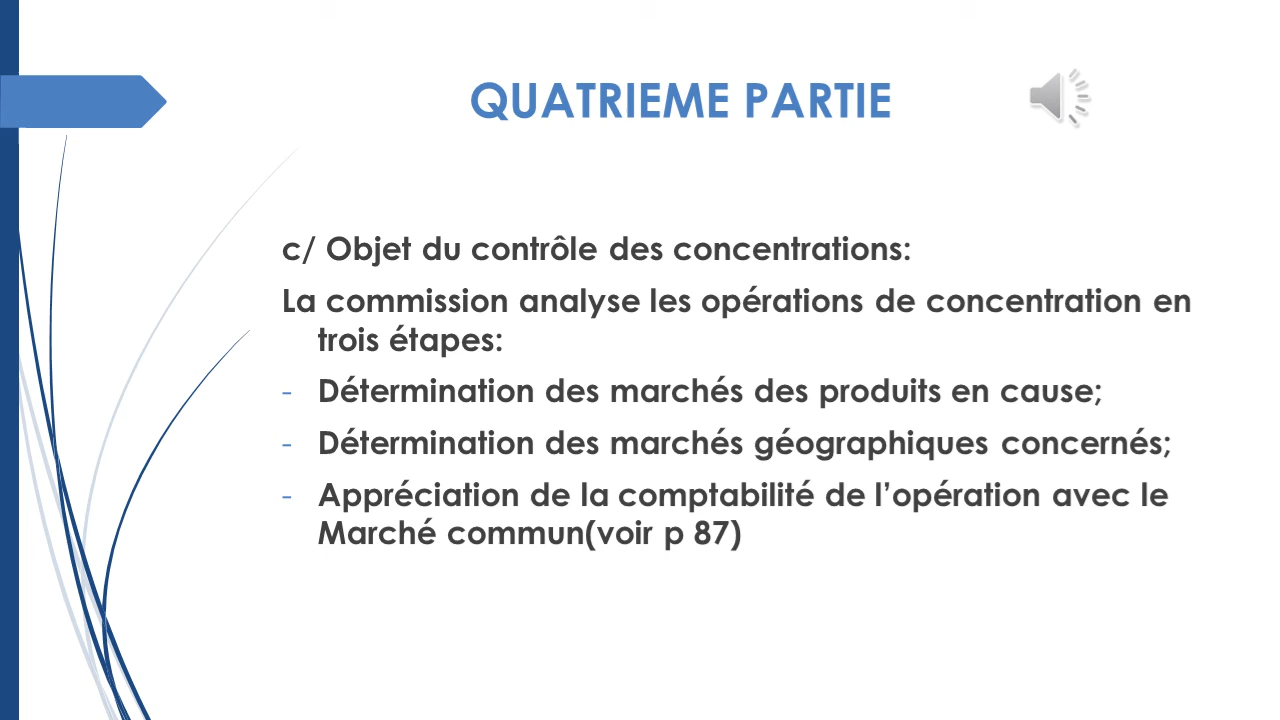 QUATRIEME PARTIE
c/ Objet du contrôle des concentrations:
La commission analyse les opérations de concentration en
trois étapes:
- Détermination des marchés des produits en cause;
- Détermination des marchés géographiques concernés;
- Appréciation de la comptabilité de l’opération avec le
Marché commun(voir p 87)